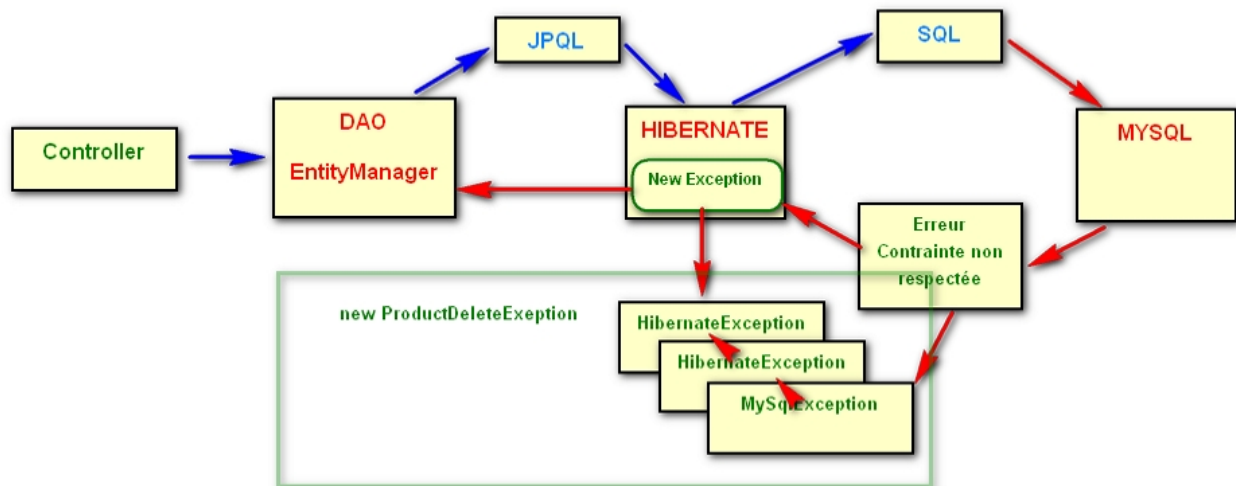 JPQL
SQL
Controller
DAO
EntityManager
HIBERNATE
New Exception
MYSQL
Erreur
Contrainte non
respectée
new ProductDeleteExeption
HibernateException
HibernateException
MySqlException